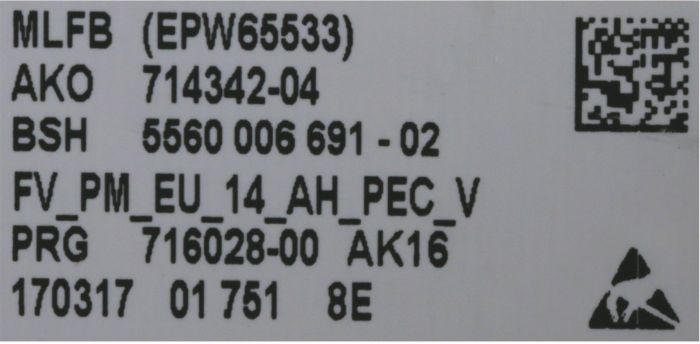 MLFB (EPW65533)
AKO 714342-04
BSH 5560 006 691 - 02
FV_PM_EU_14_AH_PEC_V
PRG 716028-00 AK16
170317 01 751 8E